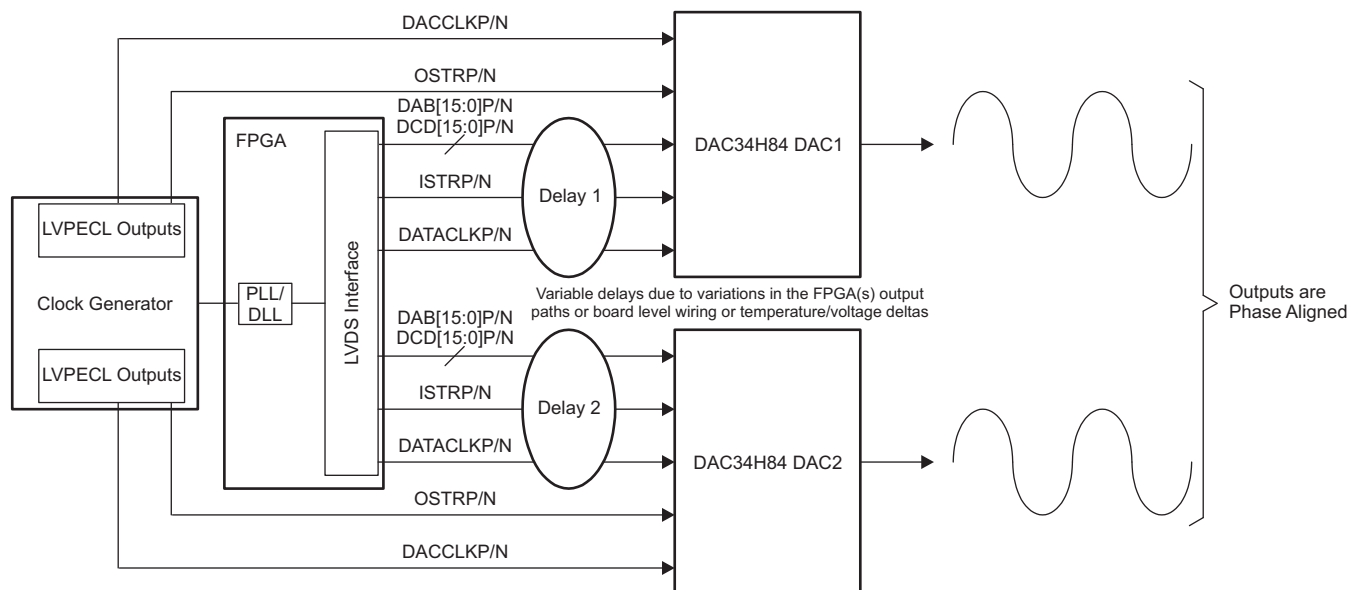 DACCLKP/N
OSTRP/N
DAB[15:0]P/N
DCD[15:0]P/N
FPGA
ISTRP/N
Delay 1
DATACLKP/N
DAC34H84 DAC1
LVPECL Outputs
Clock Generator
PLL/
DLL
LVDS Interface
Variable delays due to variations in the FPGA(s) output
paths or board level wiring or temperature/voltage deltas
Outputs are
Phase Aligned
DAB[15:0]P/N
DCD[15:0]P/N
LVPECL Outputs
ISTRP/N
Delay 2
DATACLKP/N
DAC34H84 DAC2
OSTRP/N
DACCLKP/N